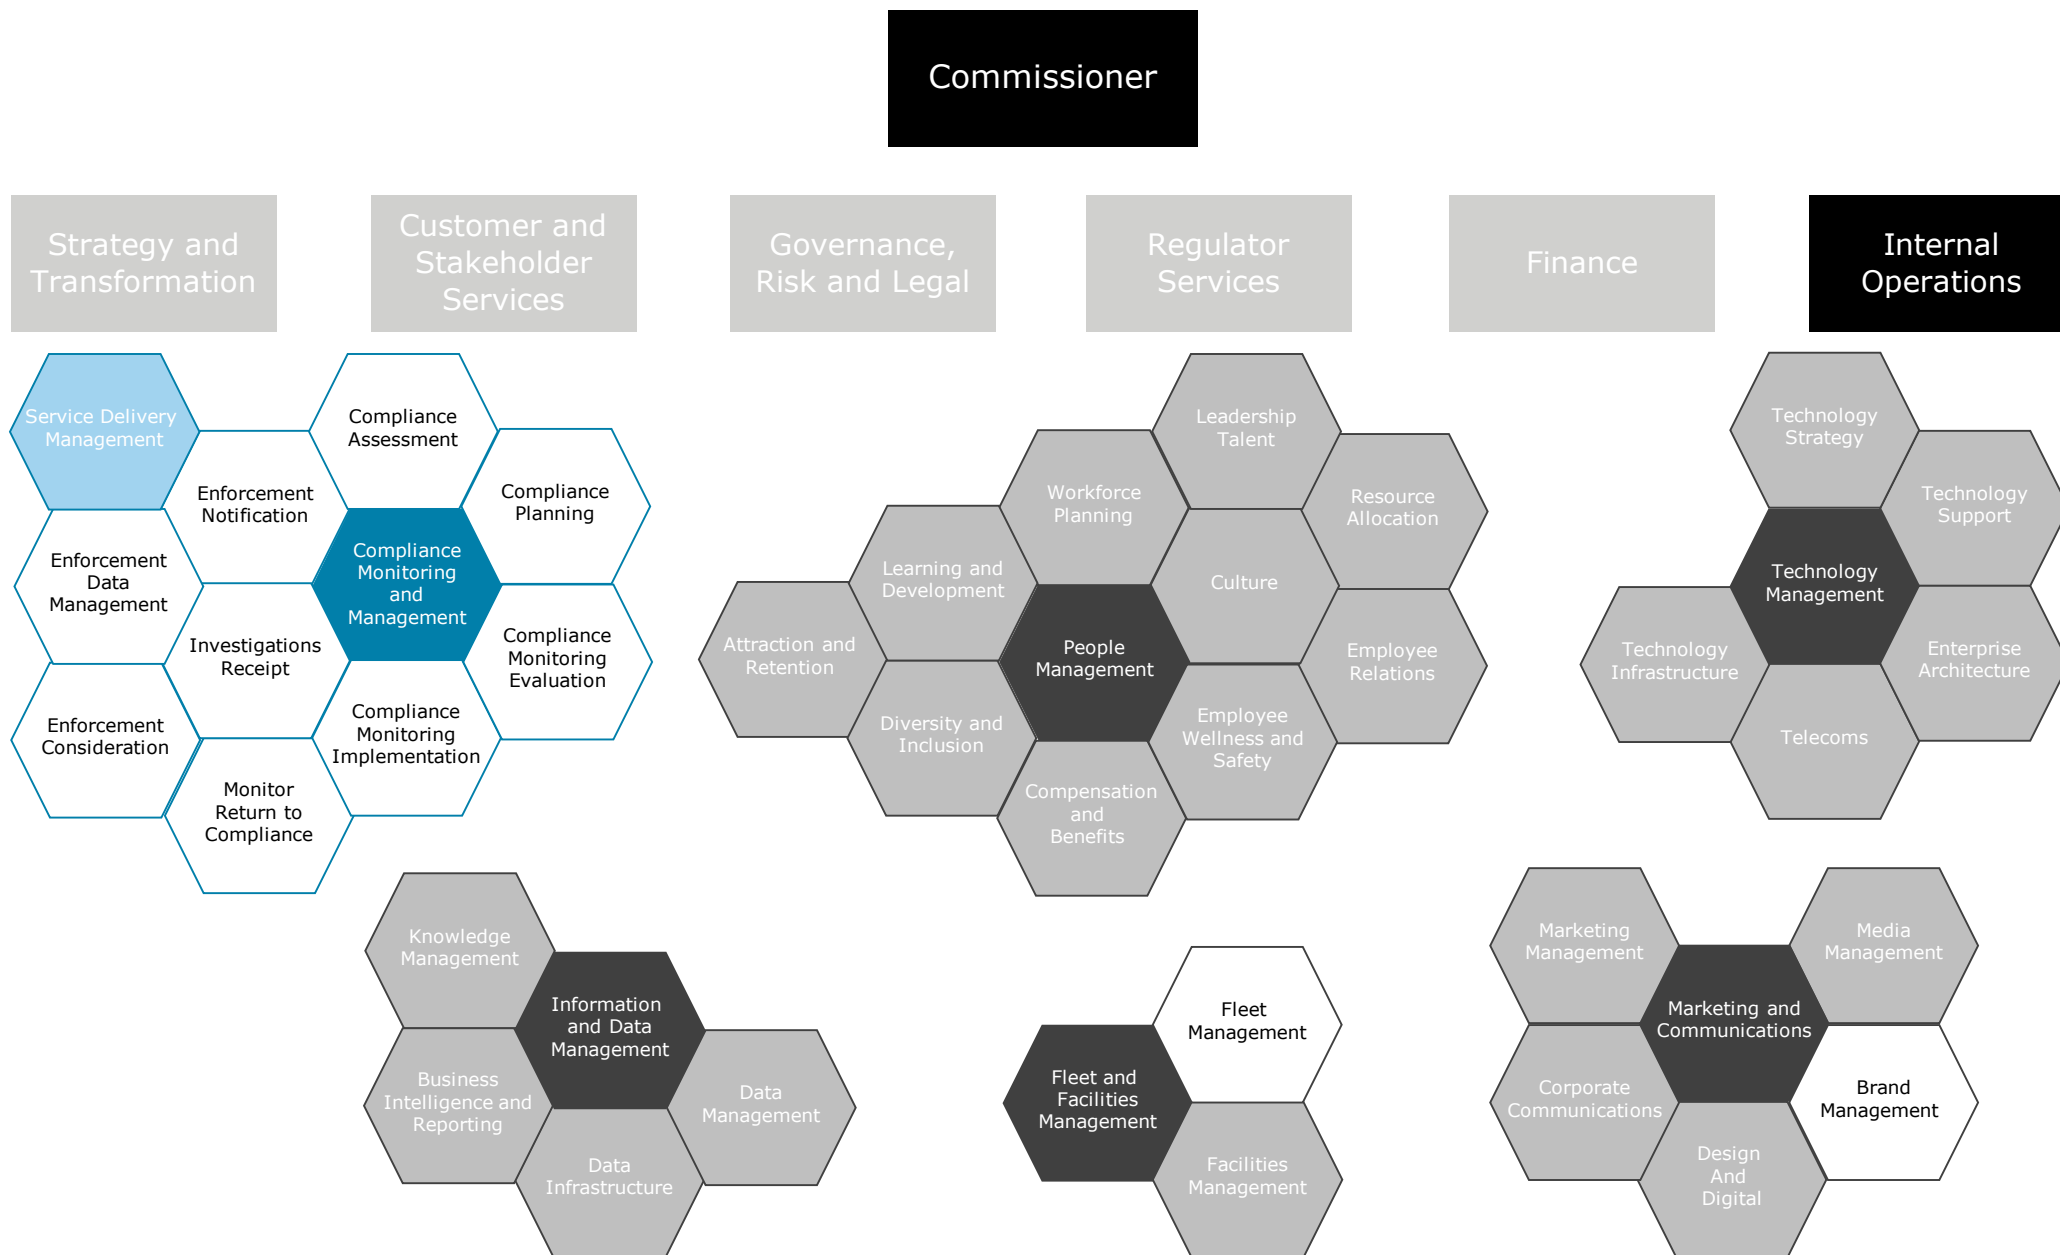 Commissioner
Strategy and
Transformation
Customer and
Stakeholder
Services
Governance,
Risk and Legal
Regulator
Services
Finance
Internal
Operations
Service Delivery
Management
Compliance
Assessment
Enforcement
Notification
Compliance
Planning
Enforcement
Data
Management
Compliance
Monitoring
and
Management
Investigations
Receipt
Compliance
Monitoring
Evaluation
Enforcement
Consideration
Compliance
Monitoring
Implementation
Monitor
Return to
Compliance
Leadership
Talent
Workforce
Planning
Resource
Allocation
Learning and
Development
Culture
Attraction and
Retention
People
Management
Employee
Relations
Diversity and
Inclusion
Employee
Wellness and
Safety
Compensation
and
Benefits
Technology
Strategy
Technology
Support
Technology
Management
Technology
Infrastructure
Enterprise
Architecture
Telecoms
Knowledge
Management
Information
and Data
Management
Business
Intelligence and
Reporting
Data
Management
Data
Infrastructure
Fleet
Management
Fleet and
Facilities
Management
Facilities
Management
Marketing
Management
Media
Management
Marketing and
Communications
Corporate
Communications
Brand
Management
Design
And
Digital